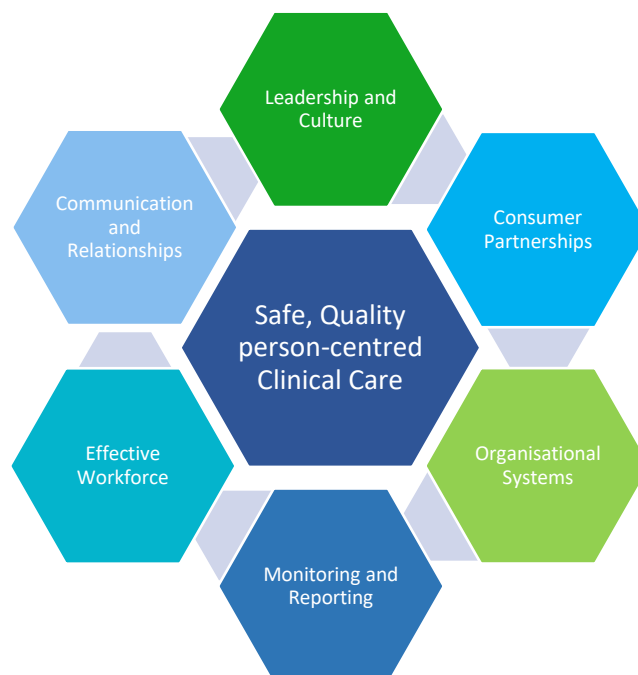 Leadership and
Culture
Consumer
Partnerships
Organisational
Systems
Monitoring and
Reporting
Effective
Workforce
Communication
and
Relationships
Safe, Quality
person-centred
Clinical Care